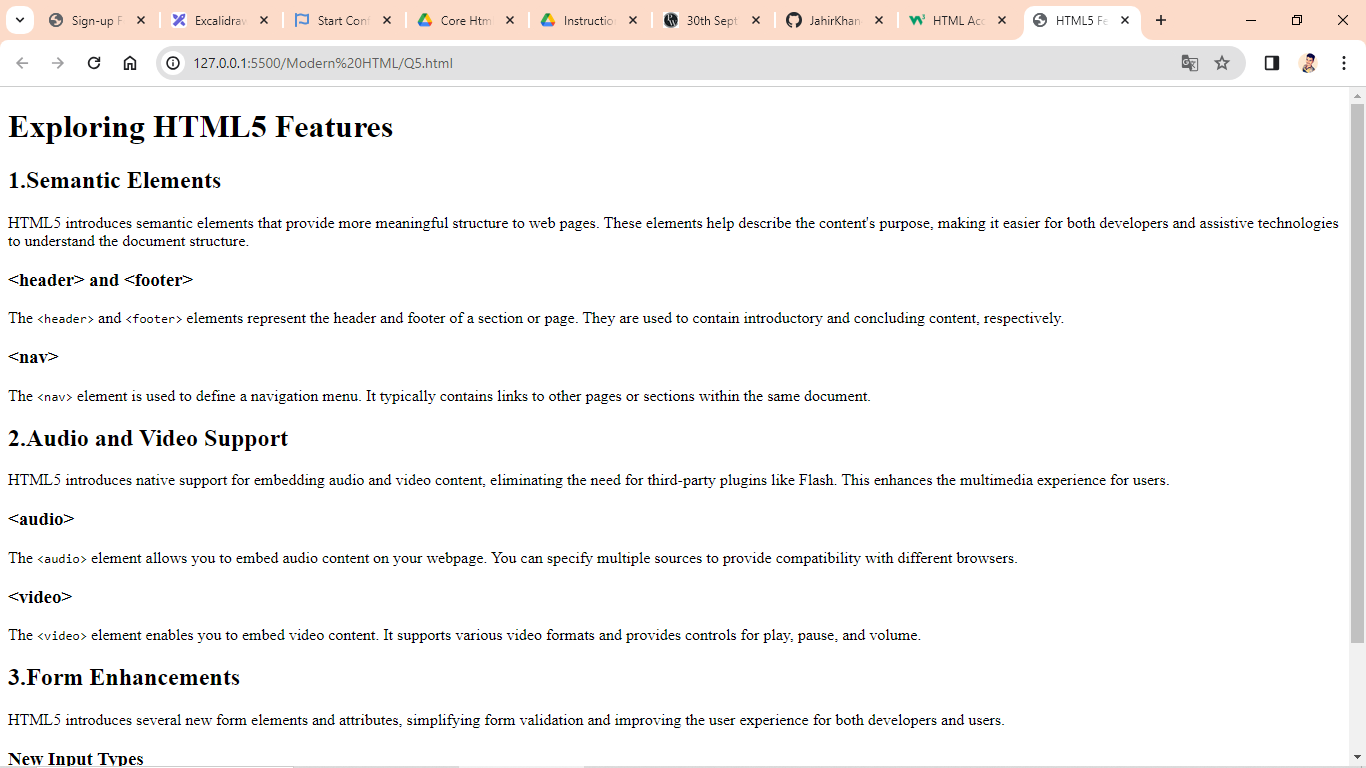 Sign-up F
Excalidraw
Start Con
Core Htm
Instructio
30th Sept
JahirKhan
HTML Acc
HTML5 Fe
127.0.0.1:5500/Modern%20HTML/Q5.html
Exploring HTML5 Features
1.Semantic Elements
HTML5 introduces semantic elements that provide more meaningful structure to web pages. These elements help describe the content's purpose, making it easier for both developers and assistive technologies
to understand the document structure.
<header> and <footer>
The <header> and <footer> elements represent the header and footer of a section or page. They are used to contain introductory and concluding content, respectively.
<nav>
The <nav> element is used to define a navigation menu. It typically contains links to other pages or sections within the same document.
2.Audio and Video Support
HTML5 introduces native support for embedding audio and video content, eliminating the need for third-party plugins like Flash. This enhances the multimedia experience for users.
<audio>
The <audio> element allows you to embed audio content on your webpage. You can specify multiple sources to provide compatibility with different browsers.
<video>
The <video> element enables you to embed video content. It supports various video formats and provides controls for play, pause, and volume.
3.Form Enhancements
HTML5 introduces several new form elements and attributes, simplifying form validation and improving the user experience for both developers and users.
New Input Types